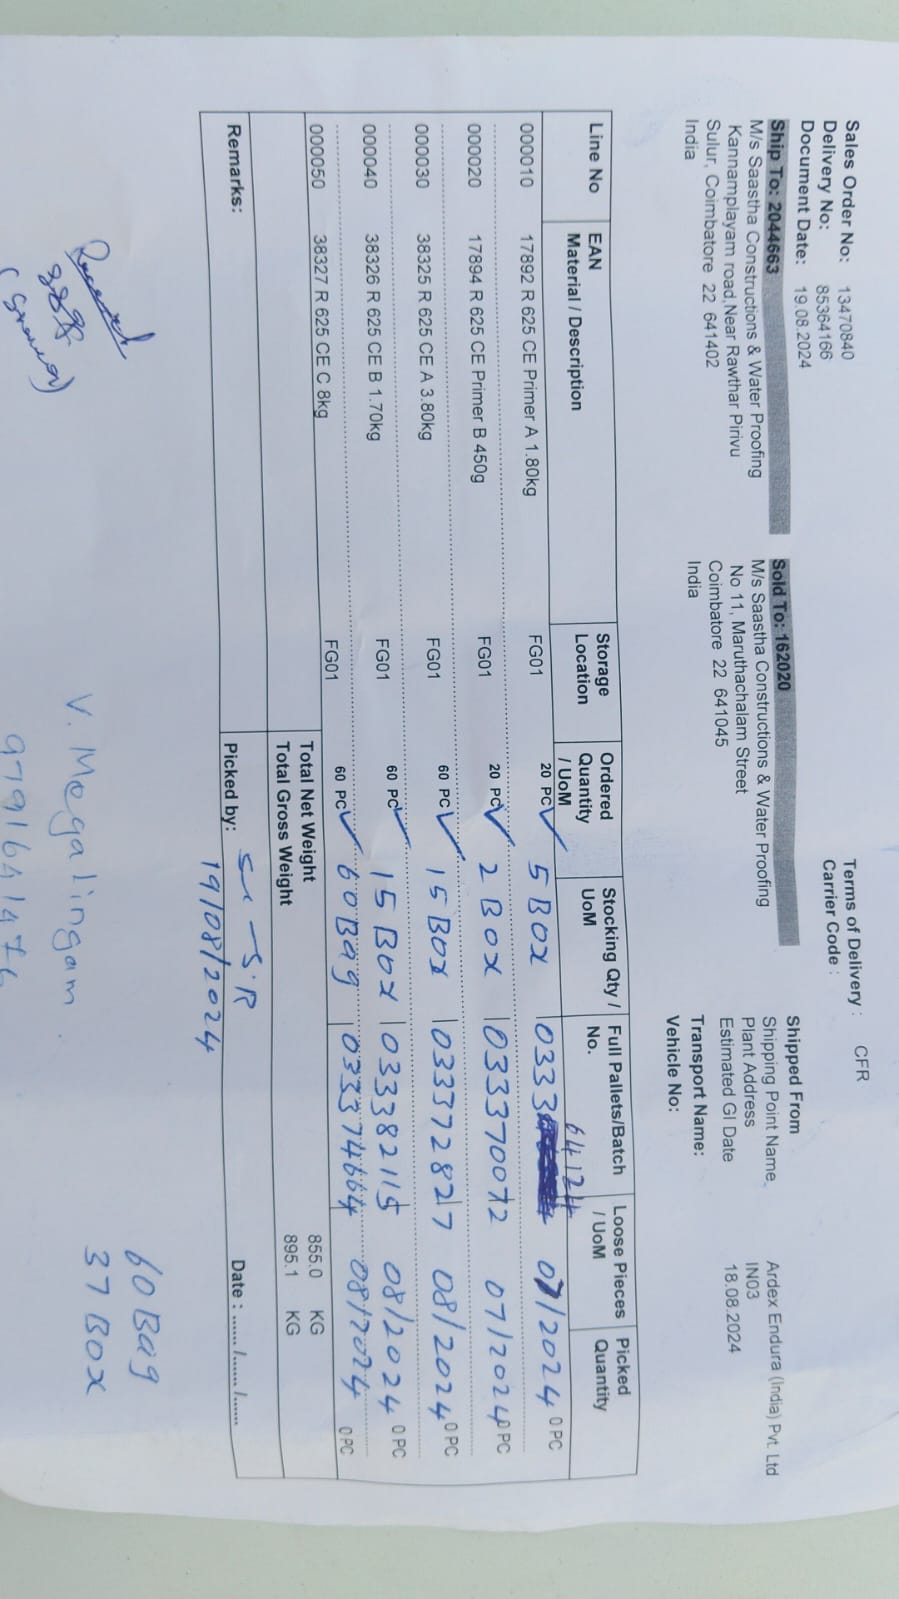 Sales Order No: 13470840
Delivery No: 85364166
Document Date: 19.08.2024
Terms of Delivery : CFR
Carrier Code :
Ship To: 2044663
M/s Saastha Constructions & Water Proofing
Kannamplayam road,Near Rawthar Pirivu
Sulur, Coimbatore 22 641402
India
Sold To: 162020
M/s Saastha Constructions & Water Proofing
No 11, Maruthachalam Street
Coimbatore 22 641045
India
Shipped From
Shipping Point Name Ardex Endura (India) Pvt. Ltd
Plant Address IN03
Estimated GI Date 18.08.2024
Transport Name:
Vehicle No:
Line No EAN Material / Description Storage Location Ordered Quantity / UoM Stocking Qty / UoM Full Pallets/Batch No. Loose Pieces / UoM Picked Quantity
64124
000010 17892 R 625 CE Primer A 1.80kg FG01 20 PC ✓ 5 Box 0333 07/2024 0 PC
000020 17894 R 625 CE Primer B 450g FG01 20 PC ✓ 2 Box 033370072 07/2024 0 PC
000030 38325 R 625 CE A 3.80kg FG01 60 PC ✓ 15 Box 033372827 08/2024 0 PC
000040 38326 R 625 CE B 1.70kg FG01 60 PC ✓ 15 Box 033382115 08/2024 0 PC
000050 38327 R 625 CE C 8kg FG01 60 PC ✓ 60 Bag 033374664 08/2024 0 PC
Total Net Weight 855.0 KG
Total Gross Weight 895.1 KG
Remarks: Picked by: Date : ...... /...... /......
19/08/2024
60 Bag
37 Box
V. Megalingam.
9791641476